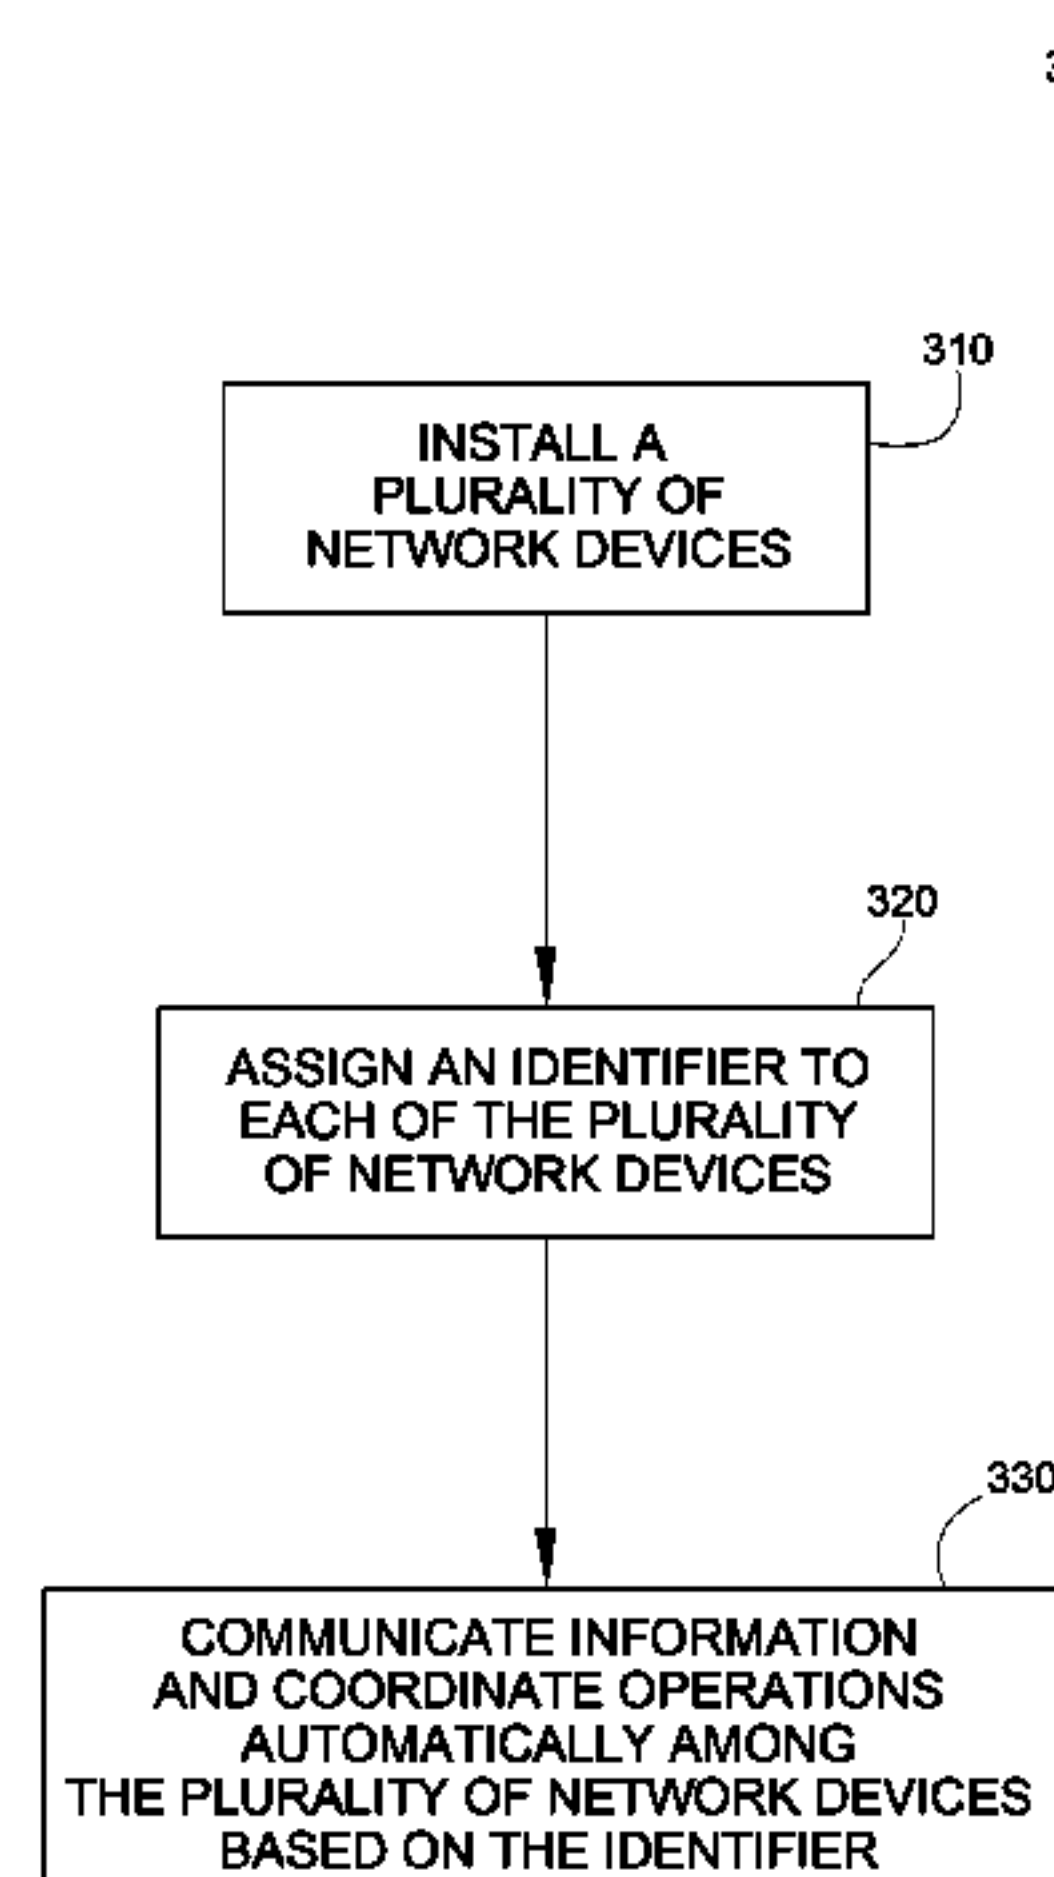 310
INSTALL A
PLURALITY OF
NETWORK DEVICES
320
ASSIGN AN IDENTIFIER TO
EACH OF THE PLURALITY
OF NETWORK DEVICES
330
COMMUNICATE INFORMATION
AND COORDINATE OPERATIONS
AUTOMATICALLY AMONG
THE PLURALITY OF NETWORK DEVICES
BASED ON THE IDENTIFIER